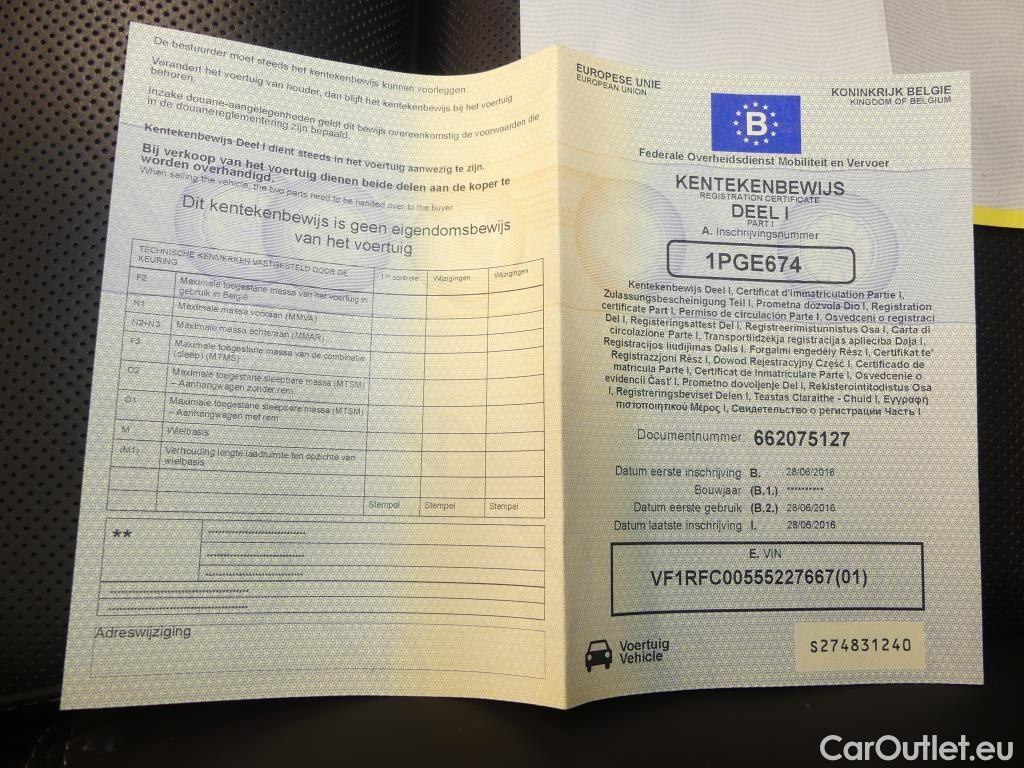 De bestuurder moet steeds het kentekenbewijs kunnen voorleggen.
Verandert het voertuig van houder, dan blijft het kentekenbewijs bij het voertuig
behoren.
Inzake douane-aangelegenheden geldt dit bewijs overeenkomstig de voorwaarden die
in de douanereglementering zijn bepaald.
Kentekenbewijs Deel I dient steeds in het voertuig aanwezig te zijn.
Bij verkoop van het voertuig dienen beide delen aan de koper te
worden overhandigd.
When selling the vehicle, the two parts need to be handed over to the buyer.
Dit kentekenbewijs is geen eigendomsbewijs
van het voertuig
TECHNISCHE KENMERKEN VASTGESTELD DOOR DE
KEURING
controle Wijzigingen Wijzigingen
F2 Maximale toegestane massa van het voertuig in
gebruik in België
N1 Maximale massa vooraan (MMVA)
N2+N3 Maximale massa achteraan (MMAR)
F3 Maximale toegestane massa van de combinatie
(sleep) (MTMS)
O2 Maximale toegestane sleepbare massa (MTSM)
– Aanhangwagen zonder rem
O1 Maximale toegestane sleepbare massa (MTSM)
– Aanhangwagen met rem
M Wielbasis
(M1) Verhouding lengte laadruimte ten opzichte van
wielbasis
Stempel Stempel Stempel
**
Adreswijziging
EUROPESE UNIE
EUROPEAN UNION
KONINKRIJK BELGIE
KINGDOM OF BELGIUM
B
Federale Overheidsdienst Mobiliteit en Vervoer
KENTEKENBEWIJS
REGISTRATION CERTIFICATE
DEEL I
PART I
A. Inschrijvingsnummer
1PGE674
Kentekenbewijs Deel I, Certificat d'immatriculation Partie I,
Zulassungsbescheinigung Teil I, Prometna dozvola Dio I, Registration
certificate Part I, Permiso de circulación Parte I, Osvedceni o registraci
Del I, Registeringsattest Del I, Registreerimistunnistus Osa I, Carta di
circolazione Parte I, Transportlidzekja registracijas aplieciba Daja I,
Registracijos liudijimas Dalis I, Forgalmi engedély Rész I, Certifikat te'
Registrazzjoni Rész I, Dowod Rejestracyjny Część I, Certificado de
matricula Parte I, Certificat de Inmatriculare Parte I, Osvedcenie o
evidencii Časť I, Prometno dovoljenje Del I, Rekisteriointitodistus Osa
I, Registreringsbeviset Delen I, Teastas Claraithe - Chuid I, Εγγραφή
πιστοποιητικού Μέρος I, Свидетельство о регистрации Часть I
Documentnummer 662075127
Datum eerste inschrijving B. 28/06/2016
Bouwjaar (B.1.) **********
Datum eerste gebruik (B.2.) 28/06/2016
Datum laatste inschrijving I. 28/06/2016
E. VIN
VF1RFC00555227667(01)
Voertuig
Vehicle
S274831240
CarOutlet.eu